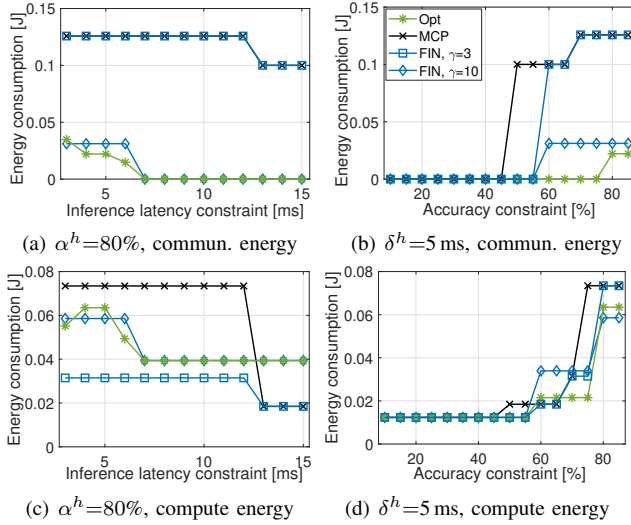 Energy consumption [J]
0.1
0.05
0
5
10
15
Inference latency constraint [ms]
(a) α^h=80%, commun. energy
Energy consumption [J]
0.15
0.1
0.05
0
20
40
60
80
Accuracy constraint [%]
Opt
MCP
FIN, γ=3
FIN, γ=10
(b) δ^h=5 ms, commun. energy
Energy consumption [J]
0.08
0.06
0.04
0.02
0
5
10
15
Inference latency constraint [ms]
(c) α^h=80%, compute energy
Energy consumption [J]
0.08
0.06
0.04
0.02
0
20
40
60
80
Accuracy constraint [%]
(d) δ^h=5 ms, compute energy